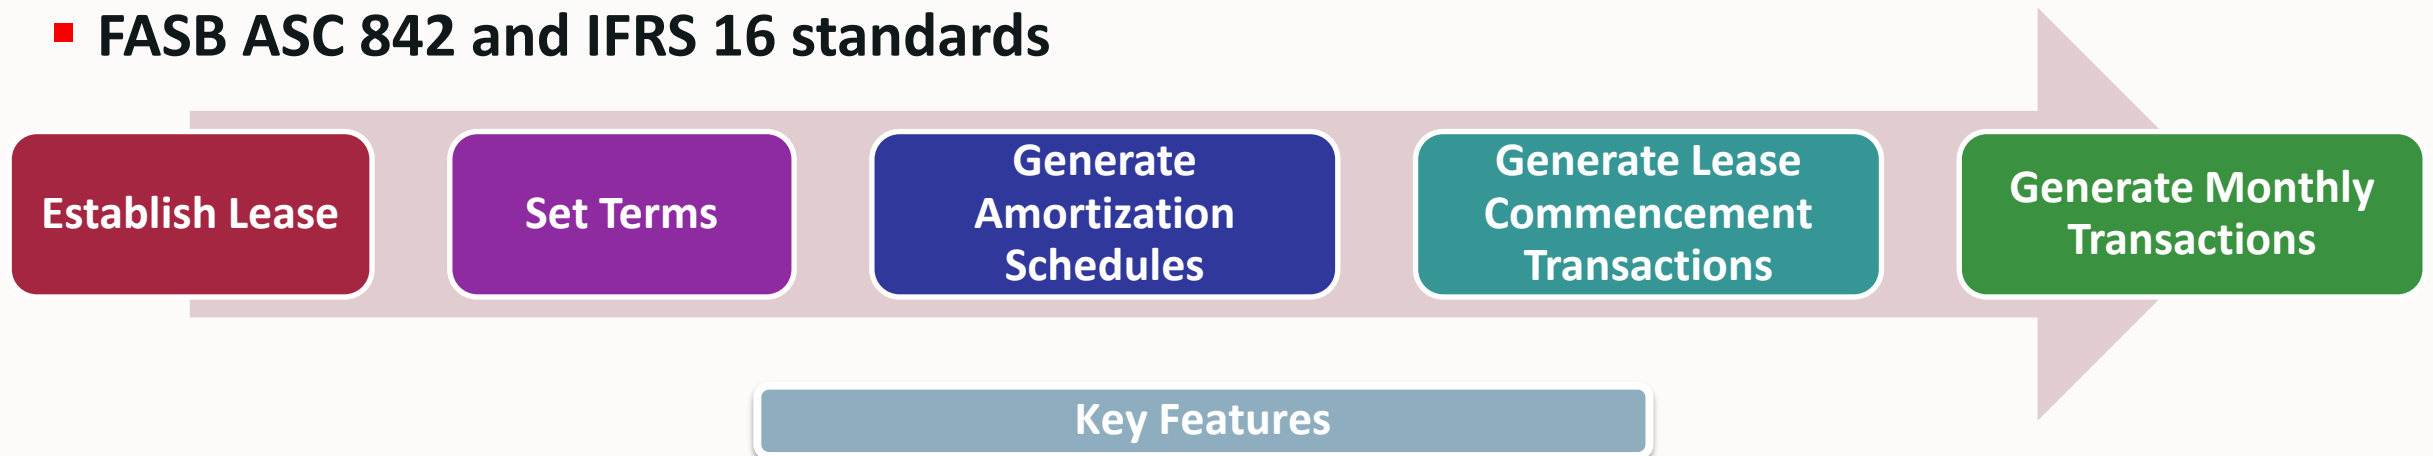 FASB ASC 842 and IFRS 16 standards
Establish Lease
Set Terms
Generate
Amortization
Schedules
Generate Lease
Commencement
Transactions
Generate Monthly
Transactions
Key Features